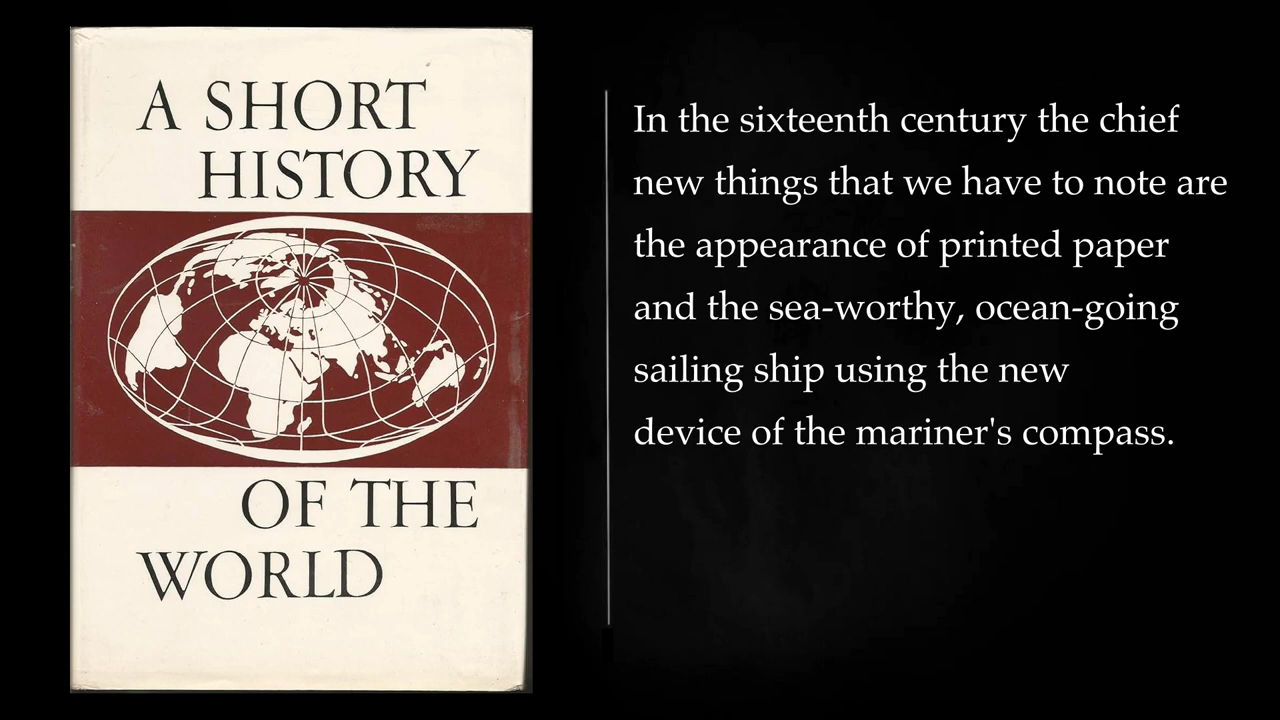 A SHORT
HISTORY
OF THE
WORLD
In the sixteenth century the chief
new things that we have to note are
the appearance of printed paper
and the sea-worthy, ocean-going
sailing ship using the new
device of the mariner's compass.